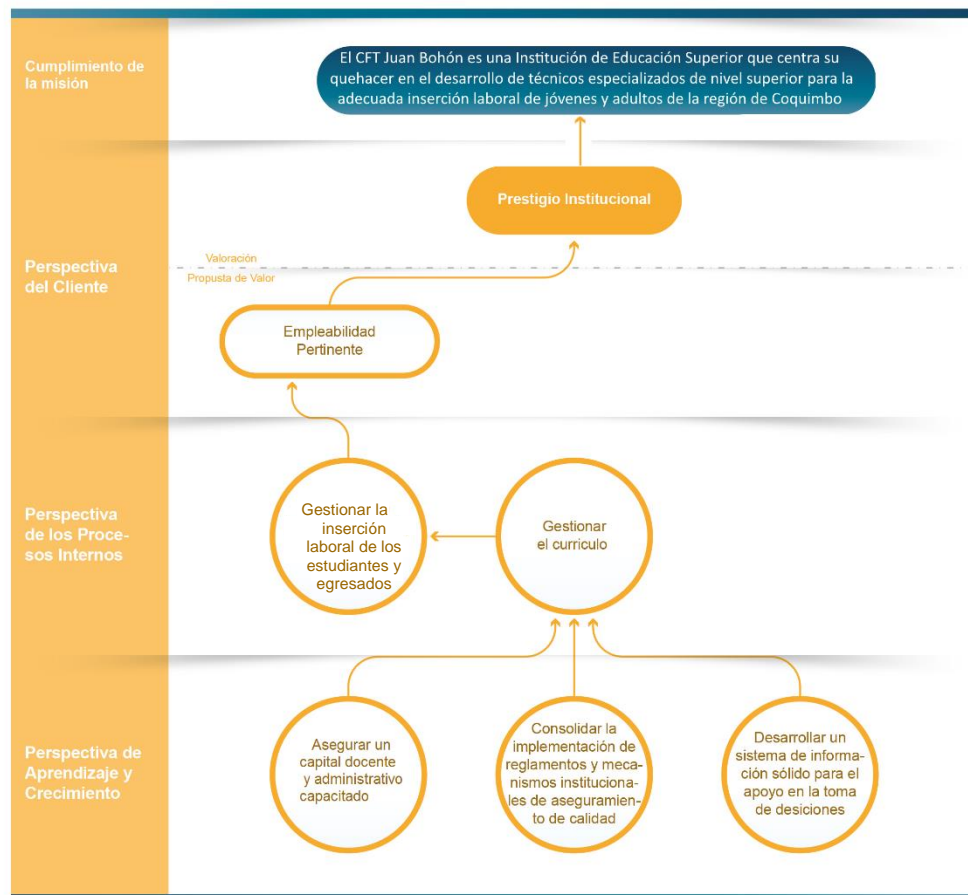 Cumplimiento de
la misión
El CFT Juan Bohón es una Institución de Educación Superior que centra su
quehacer en el desarrollo de técnicos especializados de nivel superior para la
adecuada inserción laboral de jóvenes y adultos de la región de Coquimbo
Prestigio Institucional
Perspectiva
del Cliente
Valoración
Propusta de Valor
Empleabilidad
Pertinente
Perspectiva
de los Proce-
sos Internos
Gestionar la
inserción
laboral de los
estudiantes y
egresados
Gestionar
el curriculo
Perspectiva de
Aprendizaje y
Crecimiento
Asegurar un
capital docente
y administrativo
capacitado
Consolidar la
implementación de
reglamentos y meca-
nismos instituciona-
les de aseguramien-
to de calidad
Desarrollar un
sistema de informa-
ción sólido para el
apoyo en la toma
de desiciones